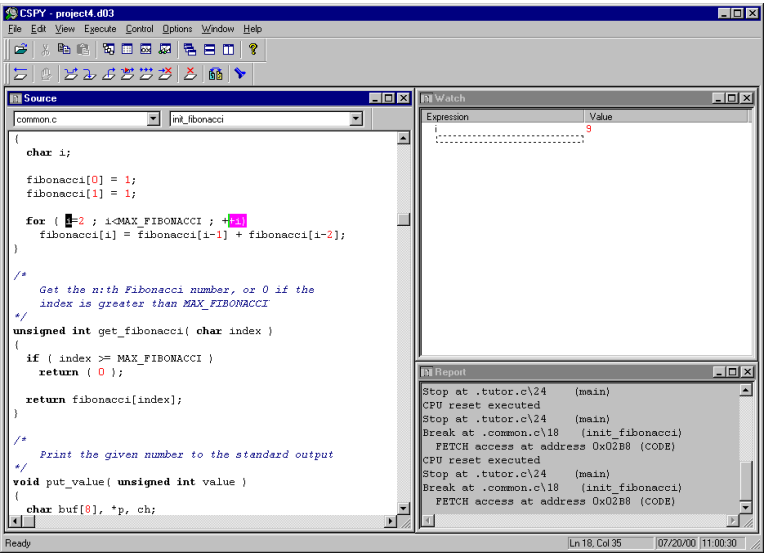 CSPY - project4.d03
File Edit View Execute Control Options Window Help
Source
common.c init_fibonacci
{
char i;
fibonacci[0] = 1;
fibonacci[1] = 1;
for ( i=2 ; i<MAX_FIBONACCI ; ++i)
fibonacci[i] = fibonacci[i-1] + fibonacci[i-2];
}
/*
Get the n:th Fibonacci number, or 0 if the
index is greater than MAX_FIBONACCI
*/
unsigned int get_fibonacci( char index )
{
if ( index >= MAX_FIBONACCI )
return ( 0 );
return fibonacci[index];
}
/*
Print the given number to the standard output
*/
void put_value( unsigned int value )
{
char buf[8], *p, ch;
Watch
Expression Value
i 9
Report
Stop at .tutor.c\24 (main)
CPU reset executed
Stop at .tutor.c\24 (main)
Break at .common.c\18 (init_fibonacci)
FETCH access at address 0x02B8 (CODE)
CPU reset executed
Stop at .tutor.c\24 (main)
Break at .common.c\18 (init_fibonacci)
FETCH access at address 0x02B8 (CODE)
Ready Ln 18, Col 35 07/20/00 11:00:30